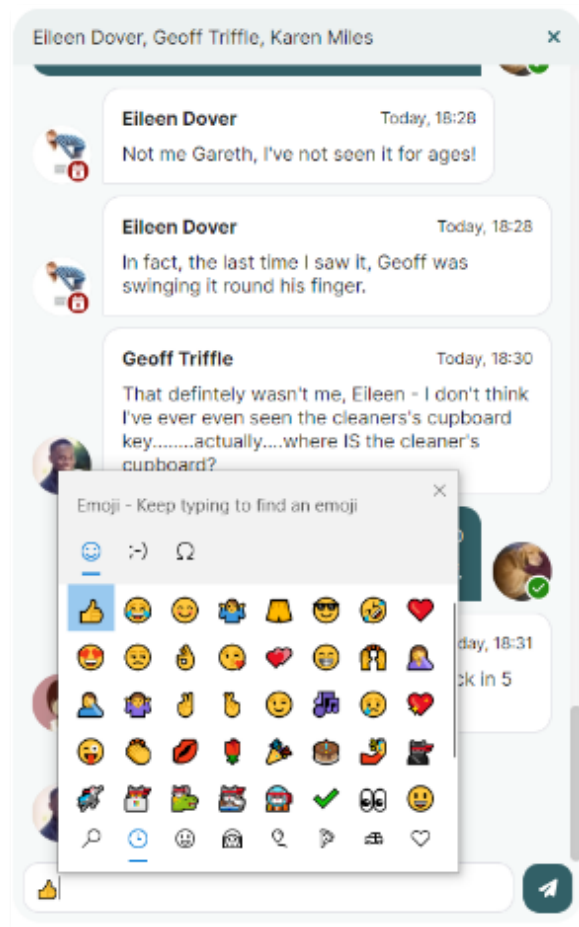 Eileen Dover, Geoff Triffle, Karen Miles
Eileen Dover Today, 18:28
Not me Gareth, I've not seen it for ages!
Eileen Dover Today, 18:28
In fact, the last time I saw it, Geoff was
swinging it round his finger.
Geoff Triffle Today, 18:30
That defintely wasn't me, Eileen - I don't think
I've ever even seen the cleaners's cupboard
key........actually....where IS the cleaner's
cupboard?
Emoji - Keep typing to find an emoji
;-) Ω
18:31
in 5